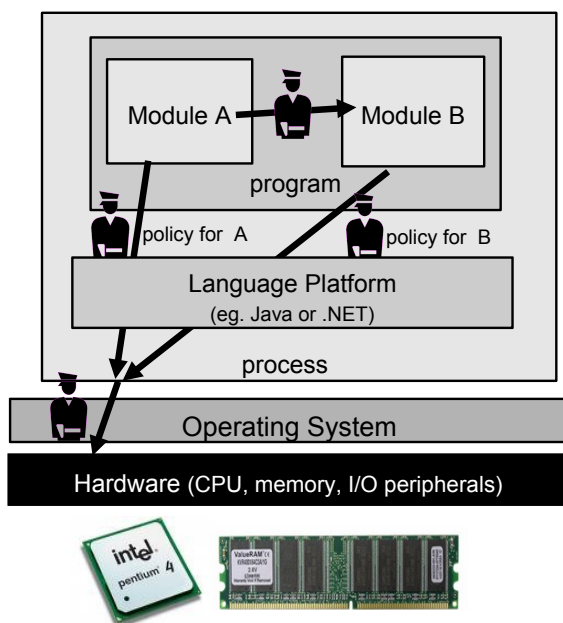 Module A
Module B
program
policy for A
policy for B
Language Platform
(eg. Java or .NET)
process
Operating System
Hardware (CPU, memory, I/O peripherals)
intel
pentium 4
ValueRAM